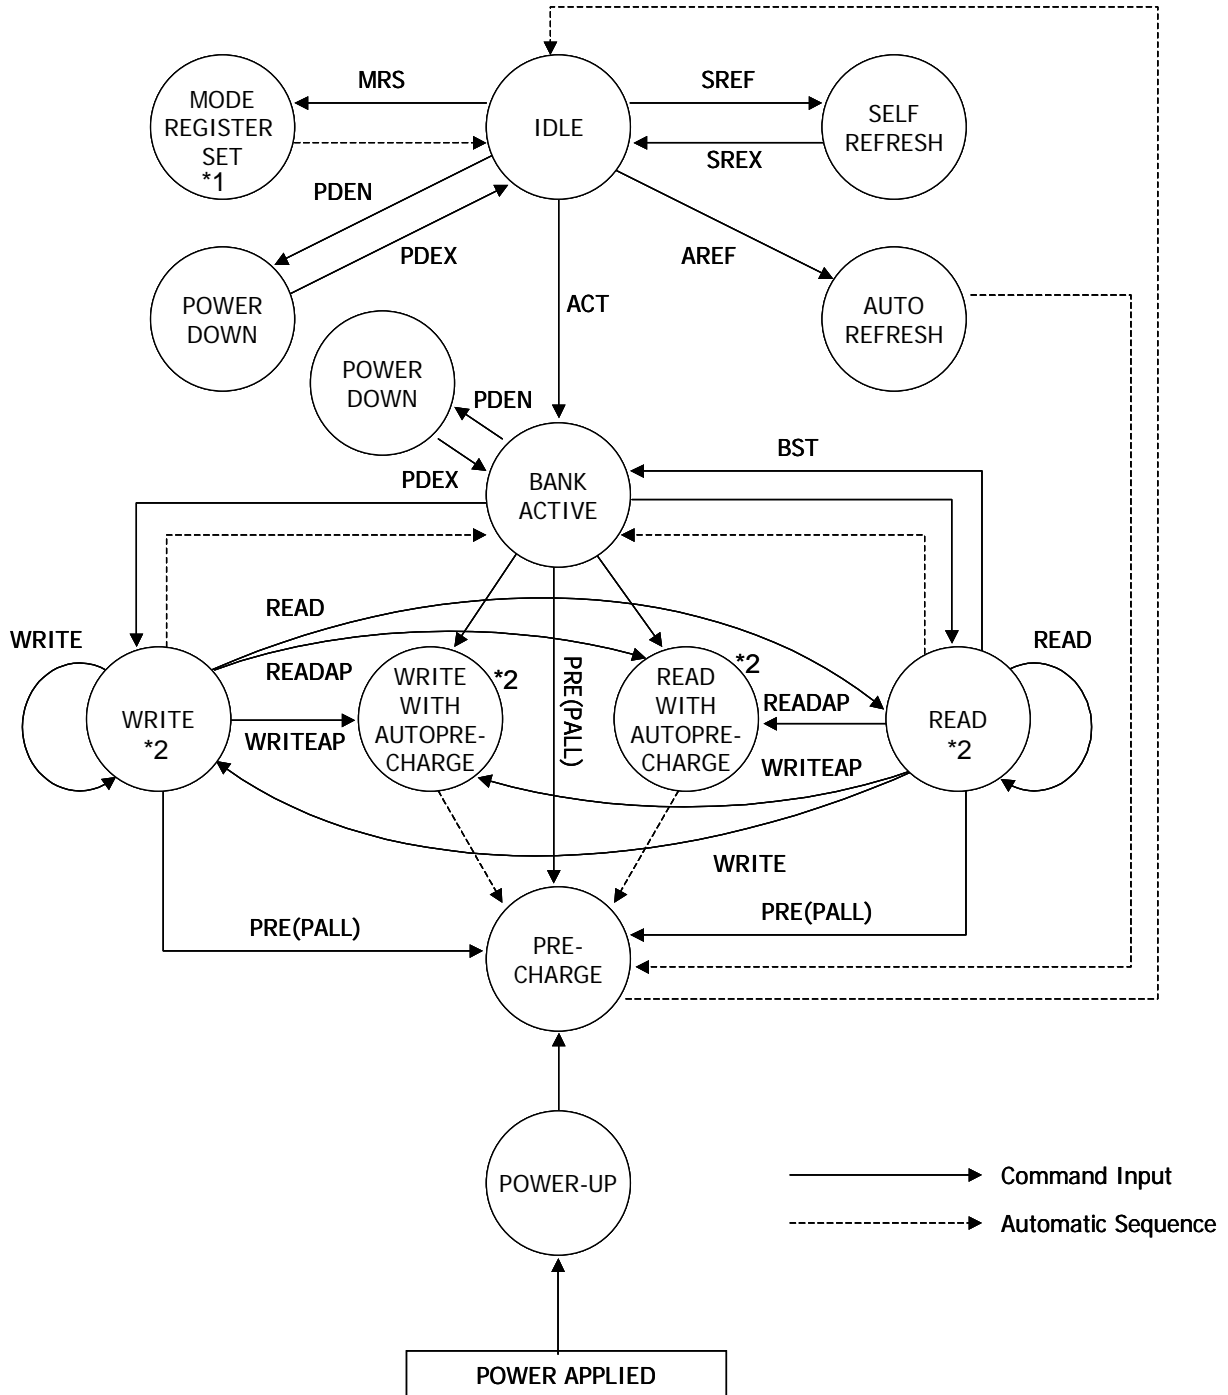 MRS
SREF
MODE
REGISTER
SET
*1
IDLE
SELF
REFRESH
SREX
PDEN
PDEX
AREF
POWER
DOWN
ACT
AUTO
REFRESH
POWER
DOWN
PDEN
PDEX
BST
BANK
ACTIVE
READ
WRITE
READ
READAP
WRITE
*2
WRITEAP
WRITE
WITH
AUTOPRE-
CHARGE
*2
PRE(PALL)
READ
WITH
AUTOPRE-
CHARGE
*2
READAP
WRITEAP
READ
*2
WRITE
PRE(PALL)
PRE(PALL)
PRE-
CHARGE
POWER-UP
Command Input
Automatic Sequence
POWER APPLIED